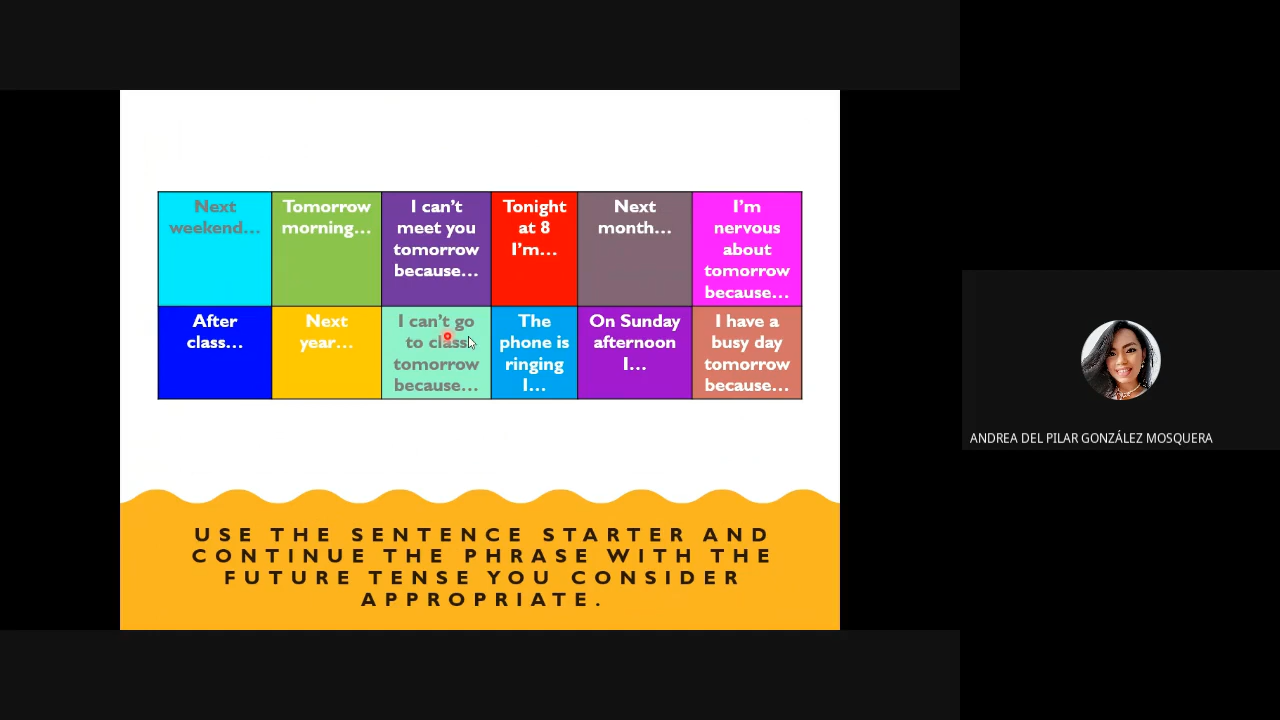 Next
weekend...
Tomorrow
morning...
I can't
meet you
tomorrow
because...
Tonight
at 8
I'm...
Next
month...
I'm
nervous
about
tomorrow
because...
After
class...
Next
year...
I can't go
to class
tomorrow
because...
The
phone is
ringing
I...
On Sunday
afternoon
I...
I have a
busy day
tomorrow
because...
USE THE SENTENCE STARTER AND
CONTINUE THE PHRASE WITH THE
FUTURE TENSE YOU CONSIDER
APPROPRIATE.
ANDREA DEL PILAR GONZÁLEZ MOSQUERA